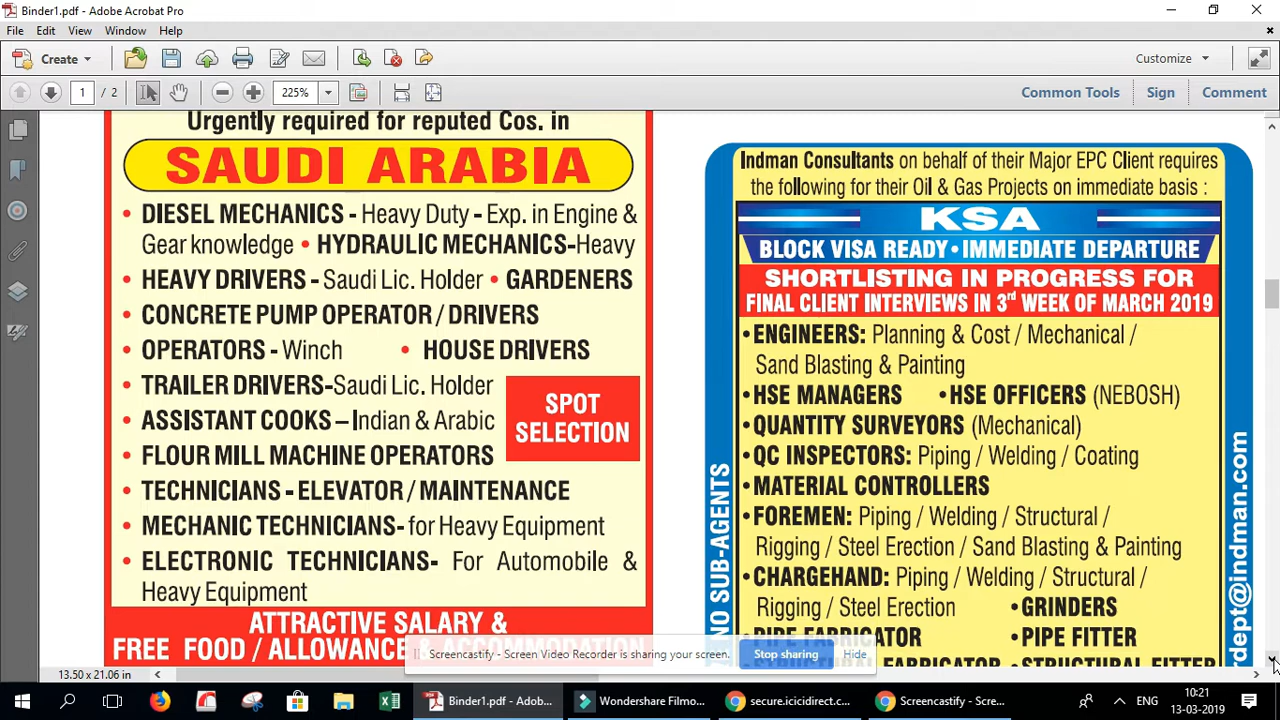 Binder1.pdf - Adobe Acrobat Pro
File Edit View Window Help
Create Customize
1 / 2 225% Common Tools Sign Comment
Urgently required for reputed Cos. in
SAUDI ARABIA
• DIESEL MECHANICS - Heavy Duty - Exp. in Engine &
Gear knowledge • HYDRAULIC MECHANICS-Heavy
• HEAVY DRIVERS - Saudi Lic. Holder • GARDENERS
• CONCRETE PUMP OPERATOR / DRIVERS
• OPERATORS - Winch • HOUSE DRIVERS
• TRAILER DRIVERS-Saudi Lic. Holder
• ASSISTANT COOKS – Indian & Arabic
SPOT
SELECTION
• FLOUR MILL MACHINE OPERATORS
• TECHNICIANS - ELEVATOR / MAINTENANCE
• MECHANIC TECHNICIANS- for Heavy Equipment
• ELECTRONIC TECHNICIANS- For Automobile &
Heavy Equipment
ATTRACTIVE SALARY &
FREE FOOD / ALLOWANCE & ACCOMMODATION
Indman Consultants on behalf of their Major EPC Client requires
the following for their Oil & Gas Projects on immediate basis :
KSA
BLOCK VISA READY • IMMEDIATE DEPARTURE
SHORTLISTING IN PROGRESS FOR
FINAL CLIENT INTERVIEWS IN 3rd WEEK OF MARCH 2019
• ENGINEERS: Planning & Cost / Mechanical /
Sand Blasting & Painting
• HSE MANAGERS • HSE OFFICERS (NEBOSH)
• QUANTITY SURVEYORS (Mechanical)
• QC INSPECTORS: Piping / Welding / Coating
• MATERIAL CONTROLLERS
• FOREMEN: Piping / Welding / Structural /
Rigging / Steel Erection / Sand Blasting & Painting
• CHARGEHAND: Piping / Welding / Structural /
Rigging / Steel Erection • GRINDERS
• PIPE FABRICATOR • PIPE FITTER
STRUCTURAL FABRICATOR • STRUCTURAL FITTER
NO SUB-AGENTS
rdept@indman.com
Screencastify - Screen Video Recorder is sharing your screen. Stop sharing Hide
13.50 x 21.06 in
Binder1.pdf - Adob... Wondershare Filmo... secure.icicidirect.c... Screencastify - Scre... ENG
10:21
13-03-2019